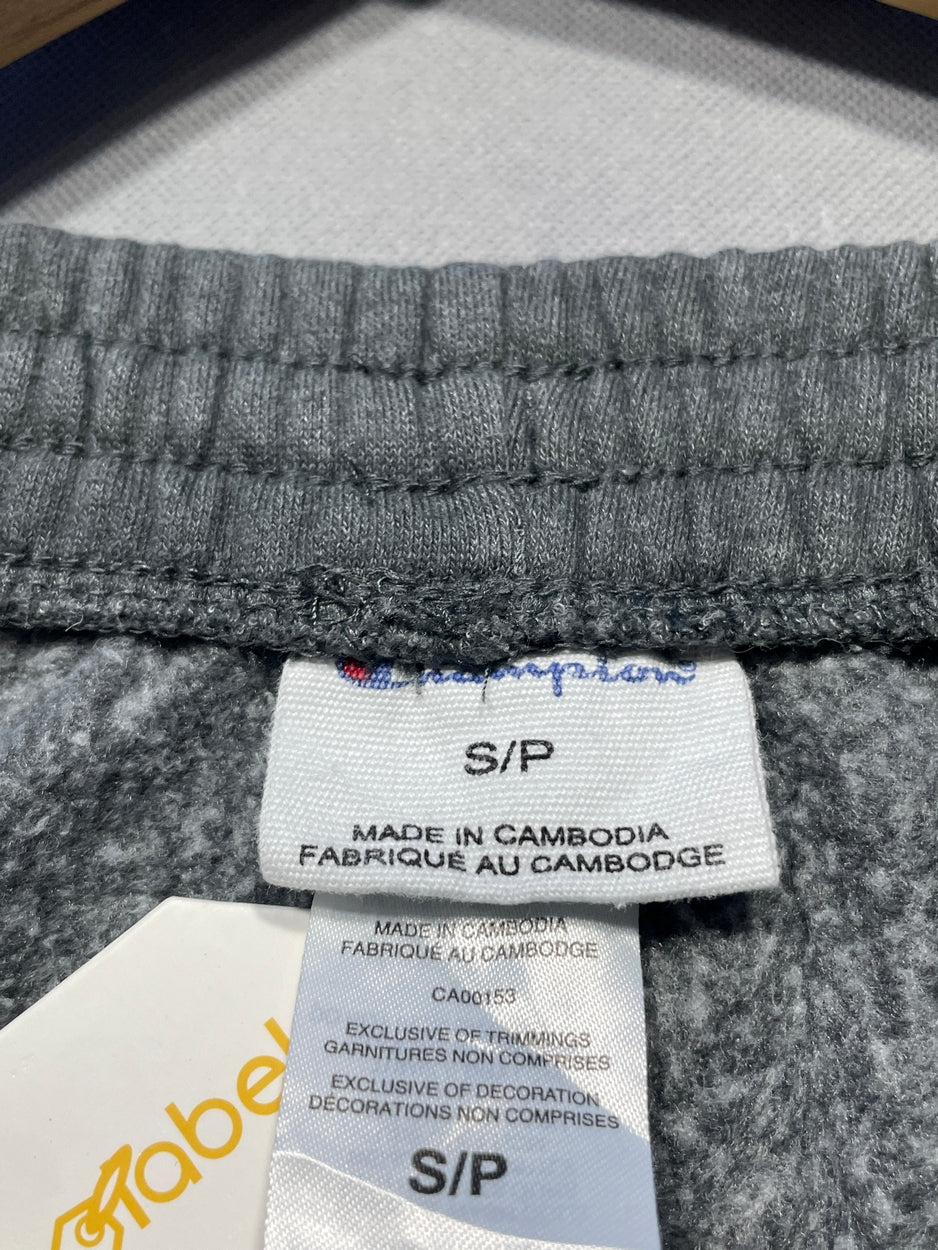 Champion
S/P
MADE IN CAMBODIA
FABRIQUÉ AU CAMBODGE
MADE IN CAMBODIA
FABRIQUÉ AU CAMBODGE
CA00153
EXCLUSIVE OF TRIMMINGS
GARNITURES NON COMPRISES
EXCLUSIVE OF DECORATION
DÉCORATIONS NON COMPRISES
S/P
label